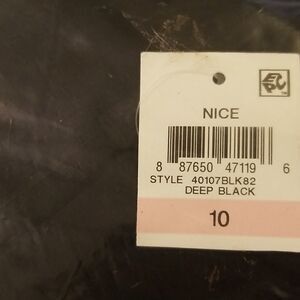 NICE
8 87650 47119 6
STYLE 40107BLK82
DEEP BLACK
10